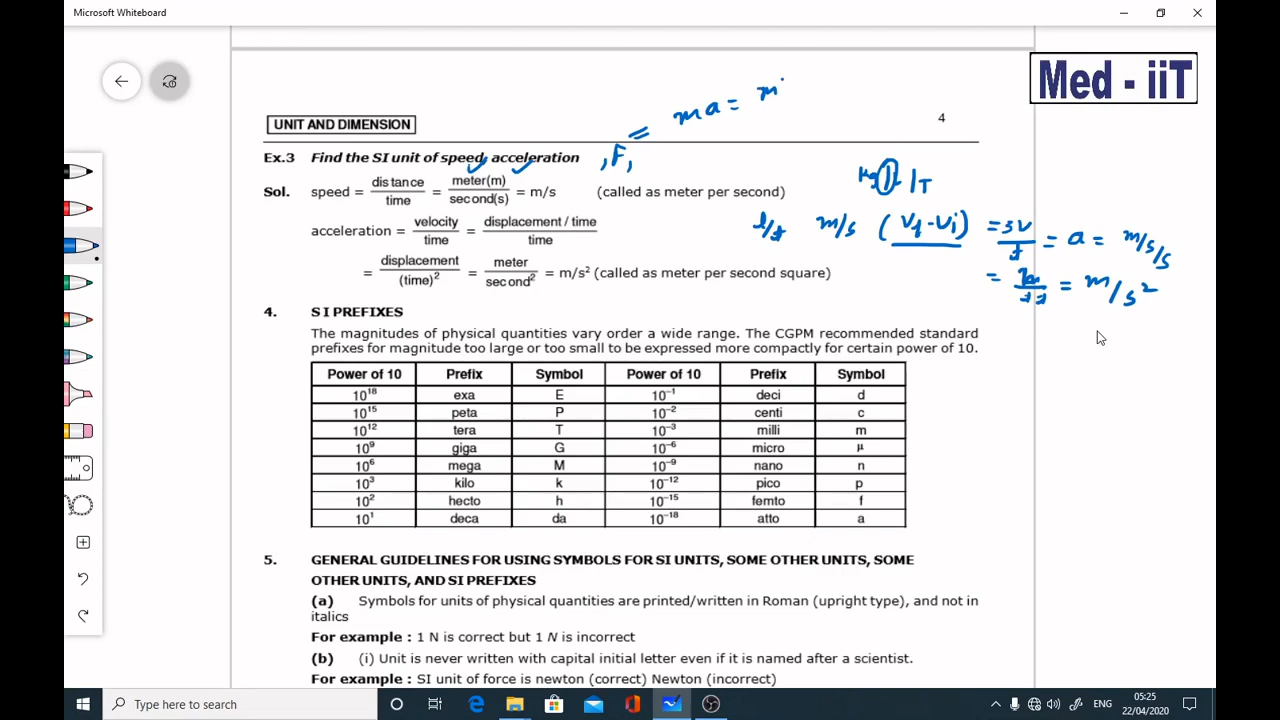 Microsoft Whiteboard
Med - iiT
UNIT AND DIMENSION
4
F = ma = m
Ex.3 Find the SI unit of speed, acceleration
Sol. speed = distance/time = meter(m)/second(s) = m/s (called as meter per second)
l/t m/s (Vf-Vi) = SV/t = a = m/s/s
acceleration = velocity/time = displacement / time/time
= displacement/(time)² = meter/second² = m/s² (called as meter per second square)
= m/s²
4. S I PREFIXES
The magnitudes of physical quantities vary order a wide range. The CGPM recommended standard
prefixes for magnitude too large or too small to be expressed more compactly for certain power of 10.
Power of 10 Prefix Symbol Power of 10 Prefix Symbol
10¹⁸ exa E 10⁻¹ deci d
10¹⁵ peta P 10⁻² centi c
10¹² tera T 10⁻³ milli m
10⁹ giga G 10⁻⁶ micro µ
10⁶ mega M 10⁻⁹ nano n
10³ kilo k 10⁻¹² pico p
10² hecto h 10⁻¹⁵ femto f
10¹ deca da 10⁻¹⁸ atto a
5. GENERAL GUIDELINES FOR USING SYMBOLS FOR SI UNITS, SOME OTHER UNITS, SOME
OTHER UNITS, AND SI PREFIXES
(a) Symbols for units of physical quantities are printed/written in Roman (upright type), and not in
italics
For example : 1 N is correct but 1 N is incorrect
(b) (i) Unit is never written with capital initial letter even if it is named after a scientist.
For example : SI unit of force is newton (correct) Newton (incorrect)
Type here to search
ENG
05:25
22/04/2020